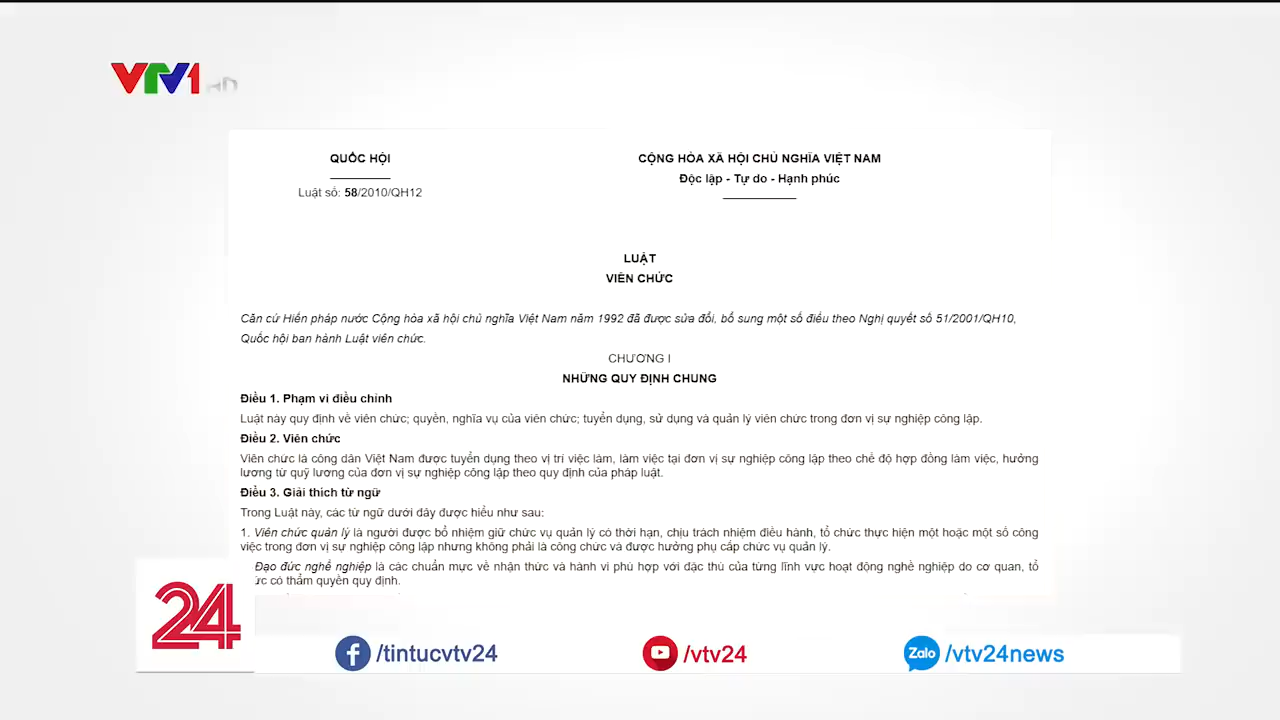 VTV1 HD
QUỐC HỘI
CỘNG HÒA XÃ HỘI CHỦ NGHĨA VIỆT NAM
Độc lập - Tự do - Hạnh phúc
Luật số: 58/2010/QH12
LUẬT
VIÊN CHỨC
Căn cứ Hiến pháp nước Cộng hòa xã hội chủ nghĩa Việt Nam năm 1992 đã được sửa đổi, bổ sung một số điều theo Nghị quyết số 51/2001/QH10,
Quốc hội ban hành Luật viên chức.
CHƯƠNG I
NHỮNG QUY ĐỊNH CHUNG
Điều 1. Phạm vi điều chỉnh
Luật này quy định về viên chức; quyền, nghĩa vụ của viên chức; tuyển dụng, sử dụng và quản lý viên chức trong đơn vị sự nghiệp công lập.
Điều 2. Viên chức
Viên chức là công dân Việt Nam được tuyển dụng theo vị trí việc làm, làm việc tại đơn vị sự nghiệp công lập theo chế độ hợp đồng làm việc, hưởng
lương từ quỹ lương của đơn vị sự nghiệp công lập theo quy định của pháp luật.
Điều 3. Giải thích từ ngữ
Trong Luật này, các từ ngữ dưới đây được hiểu như sau:
1. Viên chức quản lý là người được bổ nhiệm giữ chức vụ quản lý có thời hạn, chịu trách nhiệm điều hành, tổ chức thực hiện một hoặc một số công
việc trong đơn vị sự nghiệp công lập nhưng không phải là công chức và được hưởng phụ cấp chức vụ quản lý.
Đạo đức nghề nghiệp là các chuẩn mực về nhận thức và hành vi phù hợp với đặc thù của từng lĩnh vực hoạt động nghề nghiệp do cơ quan, tổ
có thẩm quyền quy định.
24
/tintucvtv24
/vtv24
Zalo /vtv24news